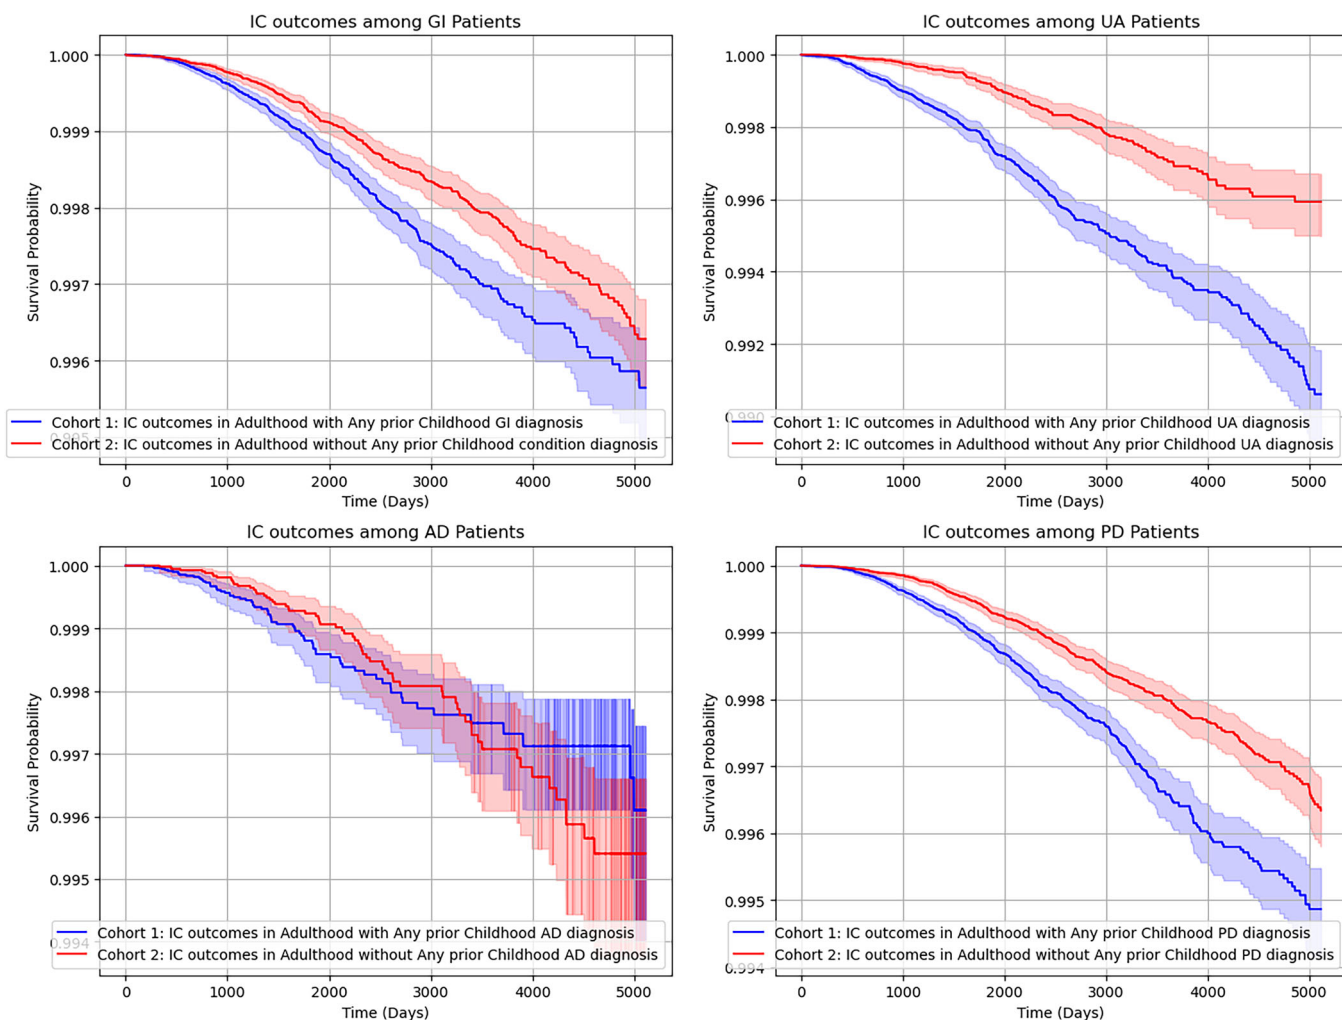 IC outcomes among GI Patients
Survival Probability
1.000
0.999
0.998
0.997
0.996
Cohort 1: IC outcomes in Adulthood with Any prior Childhood GI diagnosis
Cohort 2: IC outcomes in Adulthood without Any prior Childhood condition diagnosis
0 1000 2000 3000 4000 5000
Time (Days)
IC outcomes among UA Patients
Survival Probability
1.000
0.998
0.996
0.994
0.992
0.990
Cohort 1: IC outcomes in Adulthood with Any prior Childhood UA diagnosis
Cohort 2: IC outcomes in Adulthood without Any prior Childhood UA diagnosis
0 1000 2000 3000 4000 5000
Time (Days)
IC outcomes among AD Patients
Survival Probability
1.000
0.999
0.998
0.997
0.996
0.995
0.994
Cohort 1: IC outcomes in Adulthood with Any prior Childhood AD diagnosis
Cohort 2: IC outcomes in Adulthood without Any prior Childhood AD diagnosis
0 1000 2000 3000 4000 5000
Time (Days)
IC outcomes among PD Patients
Survival Probability
1.000
0.999
0.998
0.997
0.996
0.995
0.994
Cohort 1: IC outcomes in Adulthood with Any prior Childhood PD diagnosis
Cohort 2: IC outcomes in Adulthood without Any prior Childhood PD diagnosis
0 1000 2000 3000 4000 5000
Time (Days)